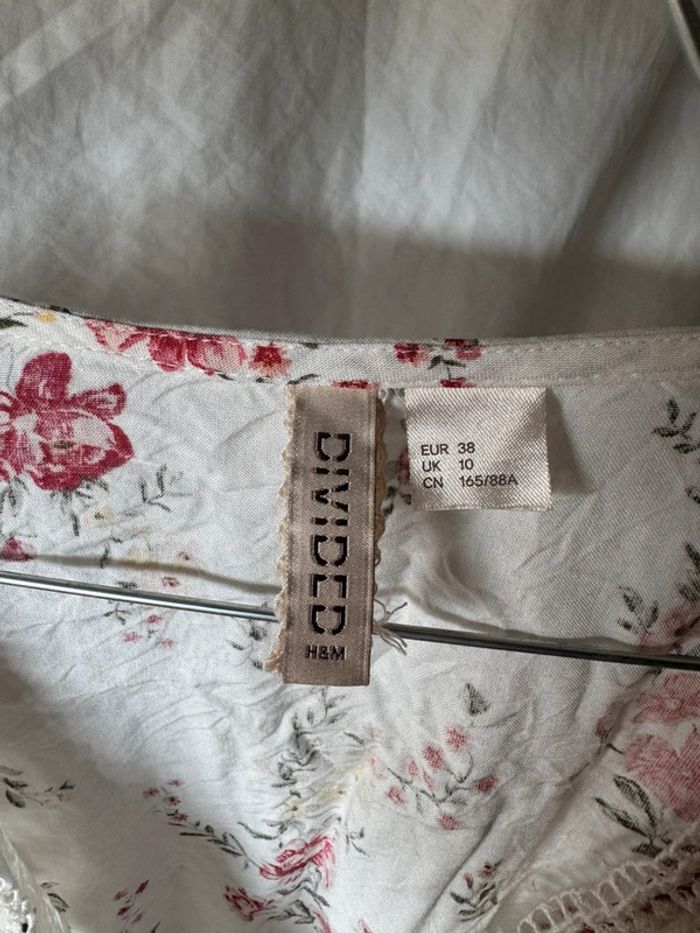 DIVIDED
H&M
EUR 38
UK 10
CN 165/88A